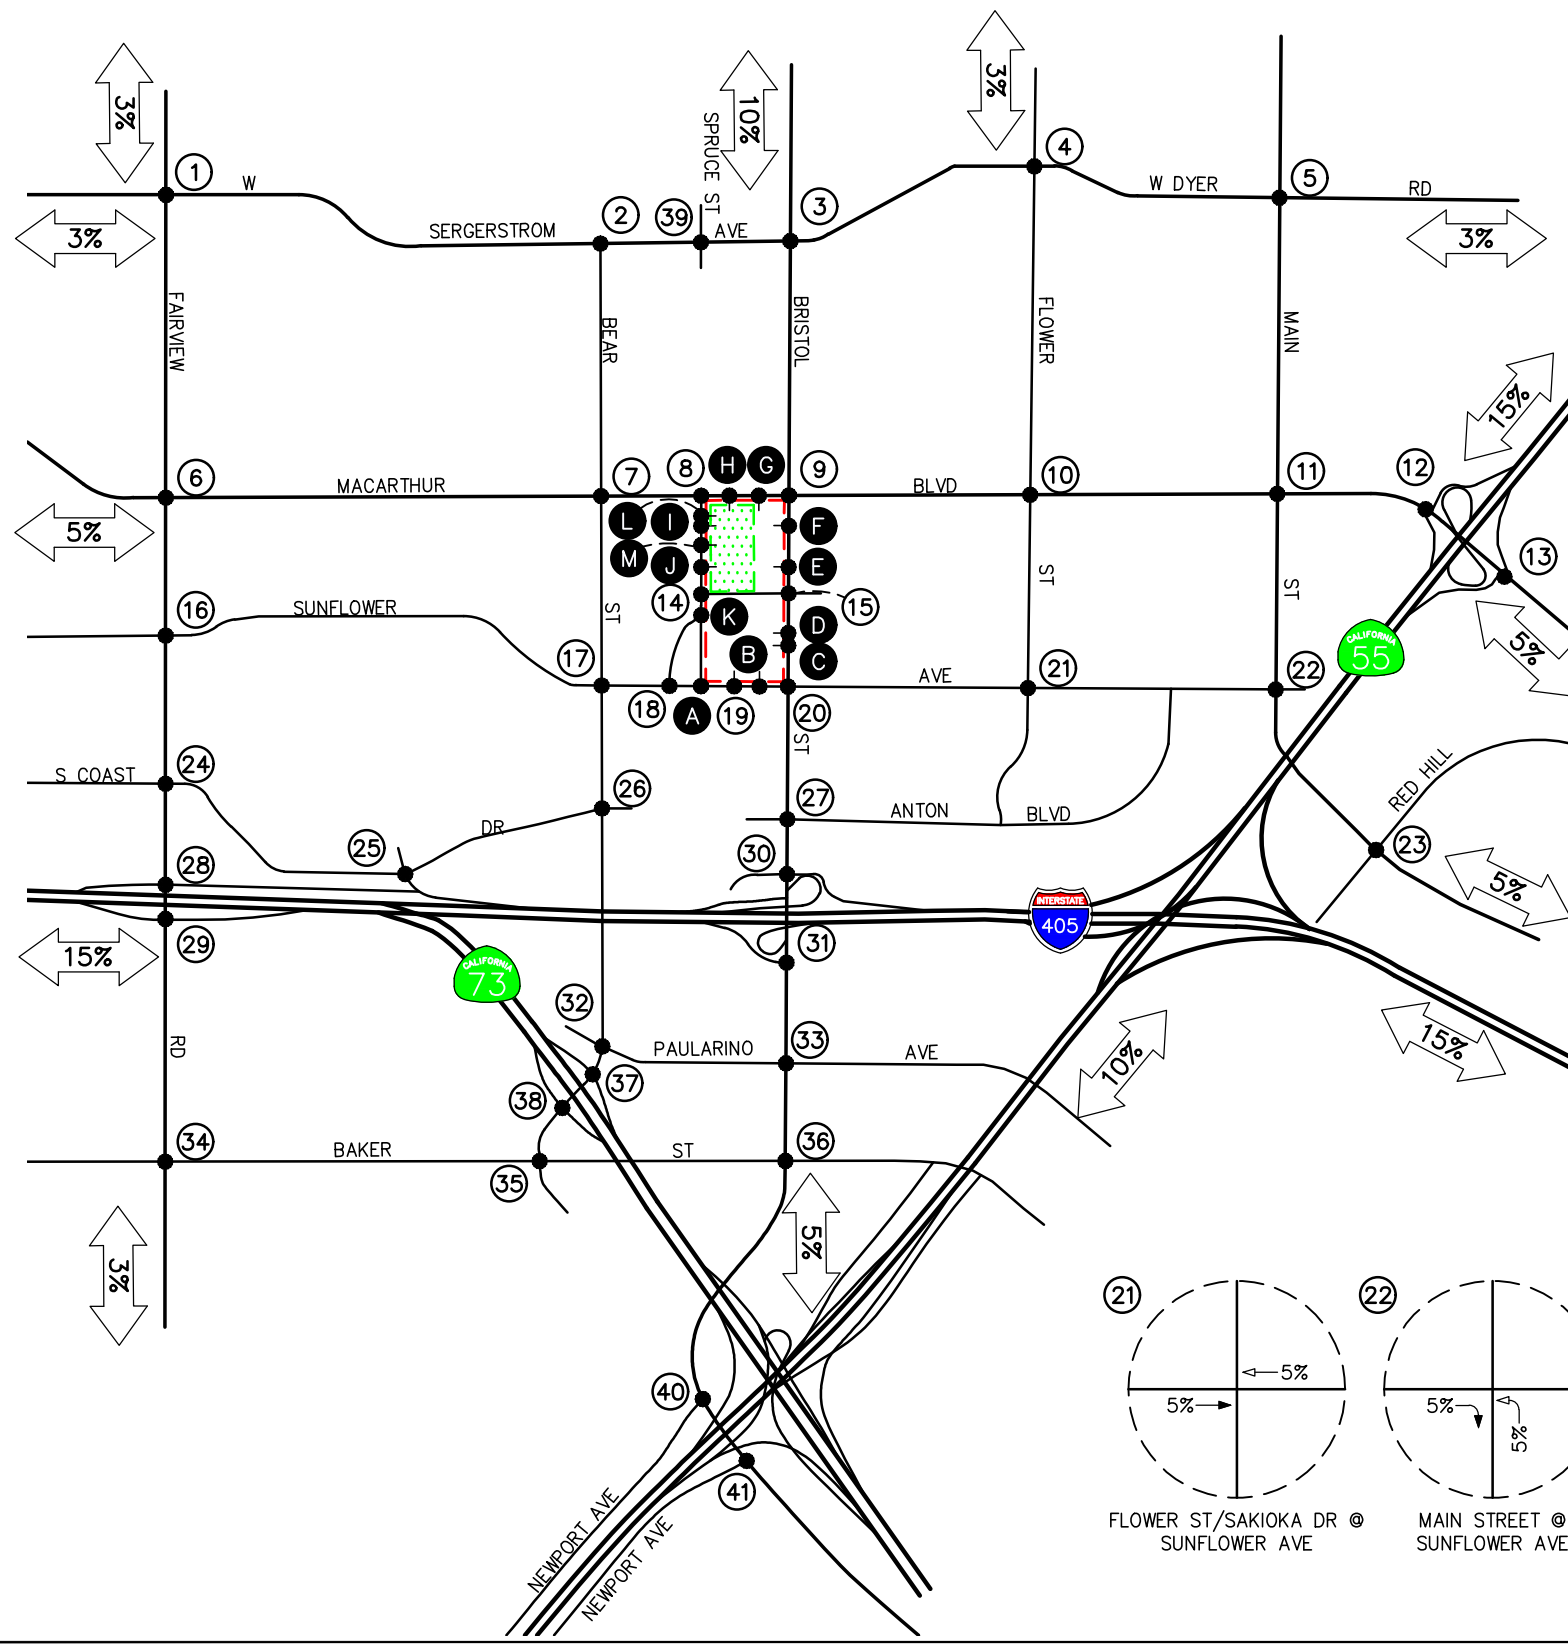 3%
10%
3%
SPRUCE ST
1
2
39
3
4
5
W
SERGERSTROM
AVE
W DYER
RD
3%
3%
FAIRVIEW
BEAR
BRISTOL
FLOWER
MAIN
15%
6
7
8
H
G
9
10
11
12
MACARTHUR
BLVD
5%
L
I
F
M
J
E
ST
ST
13
16
SUNFLOWER
ST
14
K
15
D
5%
17
B
C
CALIFORNIA
55
AVE
21
22
18
A
19
20
ST
24
S COAST
26
27
ANTON
BLVD
RED HILL
DR
25
28
30
23
5%
INTERSTATE
405
29
31
15%
CALIFORNIA
73
32
RD
PAULARINO
33
AVE
10%
15%
37
38
34
BAKER
ST
36
35
3%
5%
21
22
5%
5%
5%
5%
40
41
FLOWER ST/SAKIOKA DR @
SUNFLOWER AVE
MAIN STREET @
SUNFLOWER AVE
NEWPORT AVE
NEWPORT AVE